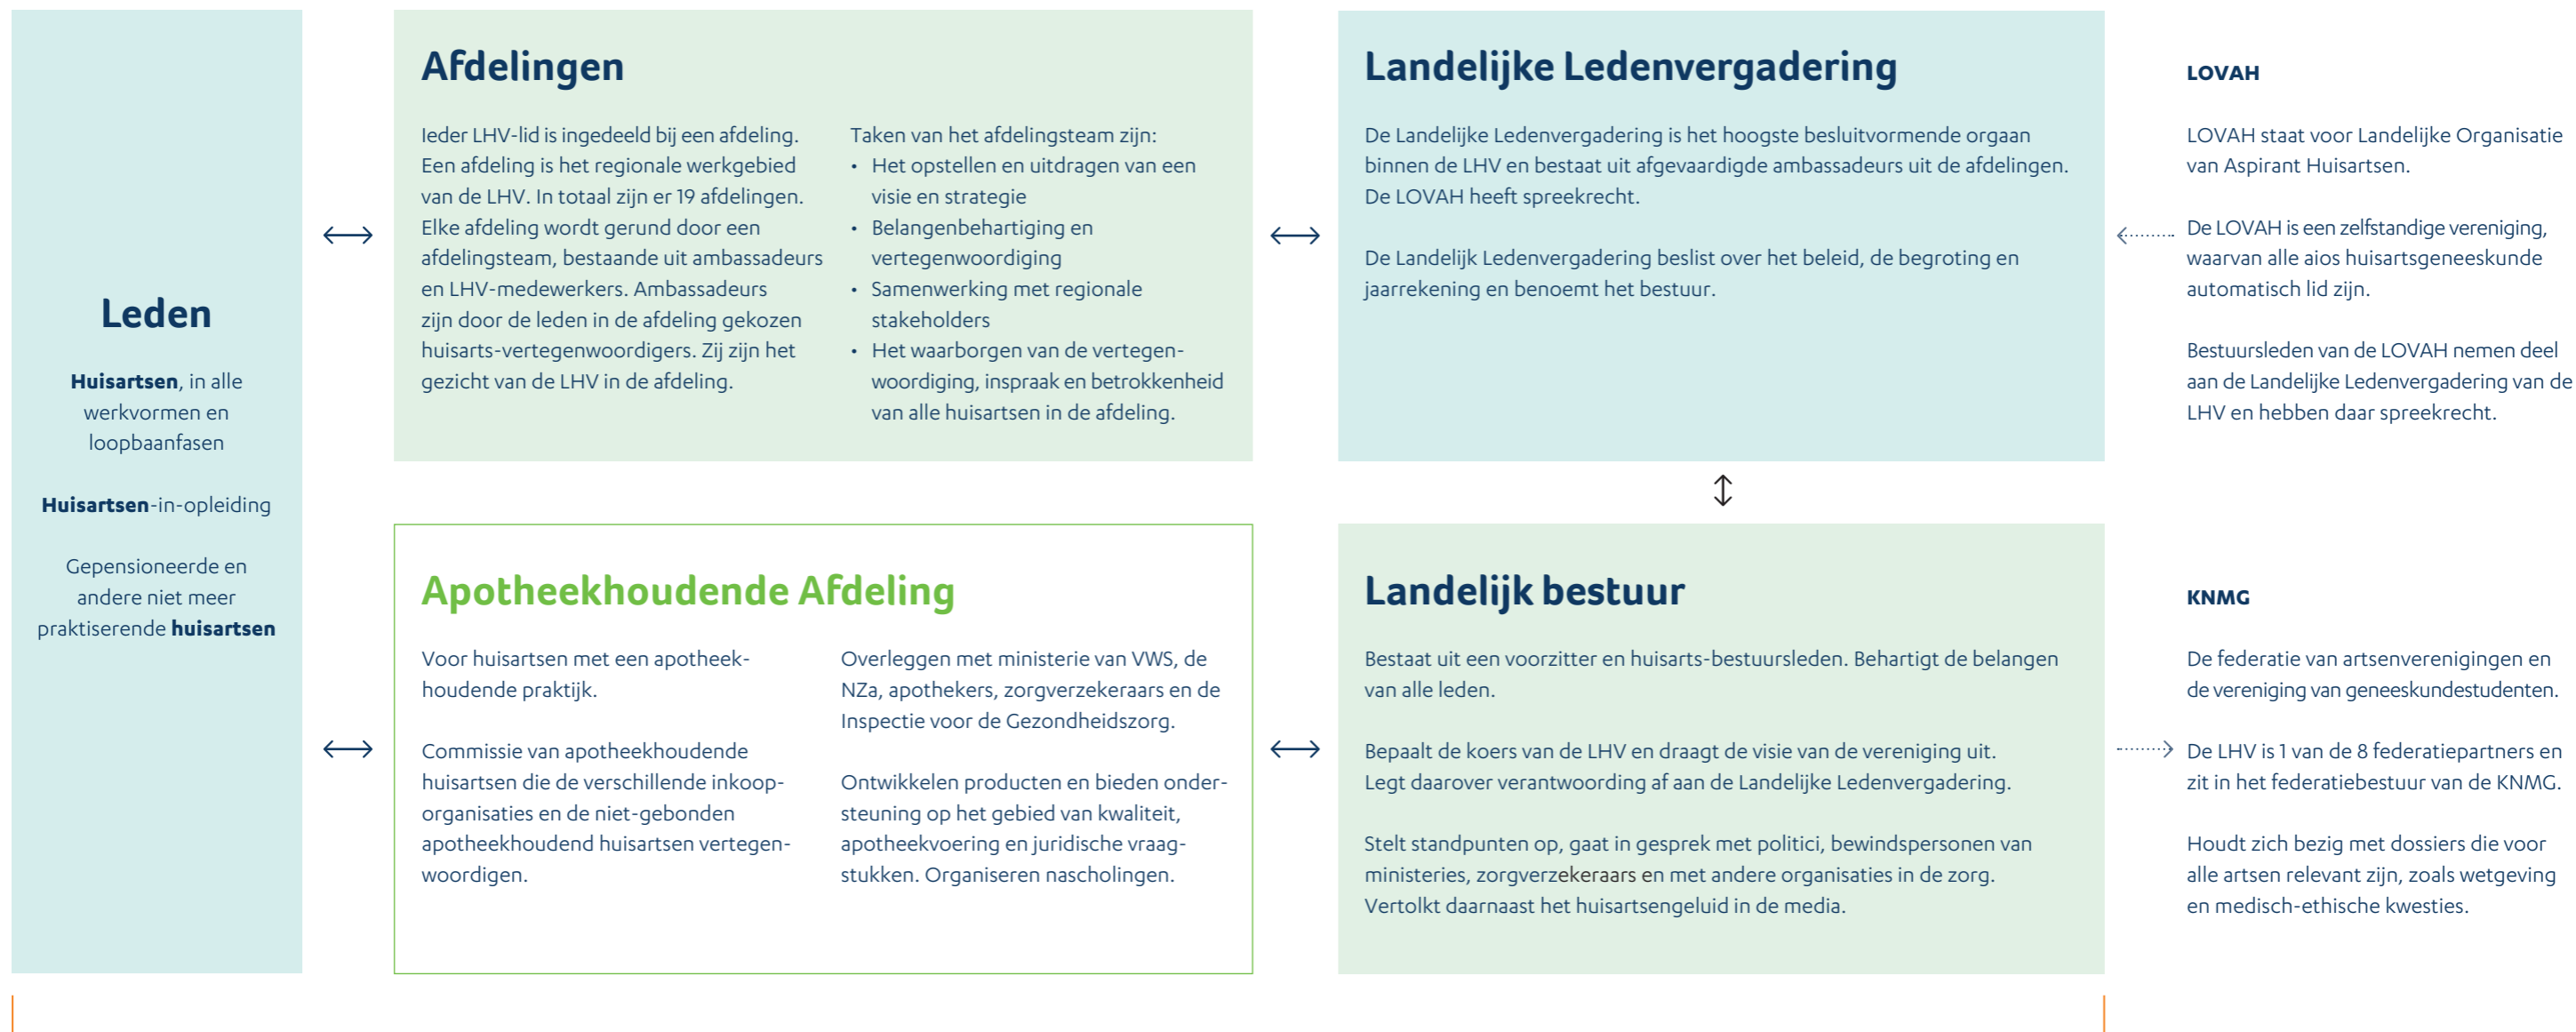 Leden
Huisartsen, in alle
werkvormen en
loopbaanfasen
Huisartsen-in-opleiding
Gepensioneerde en
andere niet meer
praktiserende huisartsen
Afdelingen
Ieder LHV-lid is ingedeeld bij een afdeling.
Een afdeling is het regionale werkgebied
van de LHV. In totaal zijn er 19 afdelingen.
Elke afdeling wordt gerund door een
afdelingsteam, bestaande uit ambassadeurs
en LHV-medewerkers. Ambassadeurs
zijn door de leden in de afdeling gekozen
huisarts-vertegenwoordigers. Zij zijn het
gezicht van de LHV in de afdeling.
Taken van het afdelingsteam zijn:
• Het opstellen en uitdragen van een
visie en strategie
• Belangenbehartiging en
vertegenwoordiging
• Samenwerking met regionale
stakeholders
• Het waarborgen van de vertegen-
woordiging, inspraak en betrokkenheid
van alle huisartsen in de afdeling.
Landelijke Ledenvergadering
De Landelijke Ledenvergadering is het hoogste besluitvormende orgaan
binnen de LHV en bestaat uit afgevaardigde ambassadeurs uit de afdelingen.
De LOVAH heeft spreekrecht.
De Landelijk Ledenvergadering beslist over het beleid, de begroting en
jaarrekening en benoemt het bestuur.
LOVAH
LOVAH staat voor Landelijke Organisatie
van Aspirant Huisartsen.
De LOVAH is een zelfstandige vereniging,
waarvan alle aios huisartsgeneeskunde
automatisch lid zijn.
Bestuursleden van de LOVAH nemen deel
aan de Landelijke Ledenvergadering van de
LHV en hebben daar spreekrecht.
Apotheekhoudende Afdeling
Voor huisartsen met een apotheek-
houdende praktijk.
Commissie van apotheekhoudende
huisartsen die de verschillende inkoop-
organisaties en de niet-gebonden
apotheekhoudend huisartsen vertegen-
woordigen.
Overleggen met ministerie van VWS, de
NZa, apothekers, zorgverzekeraars en de
Inspectie voor de Gezondheidszorg.
Ontwikkelen producten en bieden onder-
steuning op het gebied van kwaliteit,
apotheekvoering en juridische vraag-
stukken. Organiseren nascholingen.
Landelijk bestuur
Bestaat uit een voorzitter en huisarts-bestuursleden. Behartigt de belangen
van alle leden.
Bepaalt de koers van de LHV en draagt de visie van de vereniging uit.
Legt daarover verantwoording af aan de Landelijke Ledenvergadering.
Stelt standpunten op, gaat in gesprek met politici, bewindspersonen van
ministeries, zorgverzekeraars en met andere organisaties in de zorg.
Vertolkt daarnaast het huisartsengeluid in de media.
KNMG
De federatie van artsenverenigingen en
de vereniging van geneeskundestudenten.
De LHV is 1 van de 8 federatiepartners en
zit in het federatiebestuur van de KNMG.
Houdt zich bezig met dossiers die voor
alle artsen relevant zijn, zoals wetgeving
en medisch-ethische kwesties.